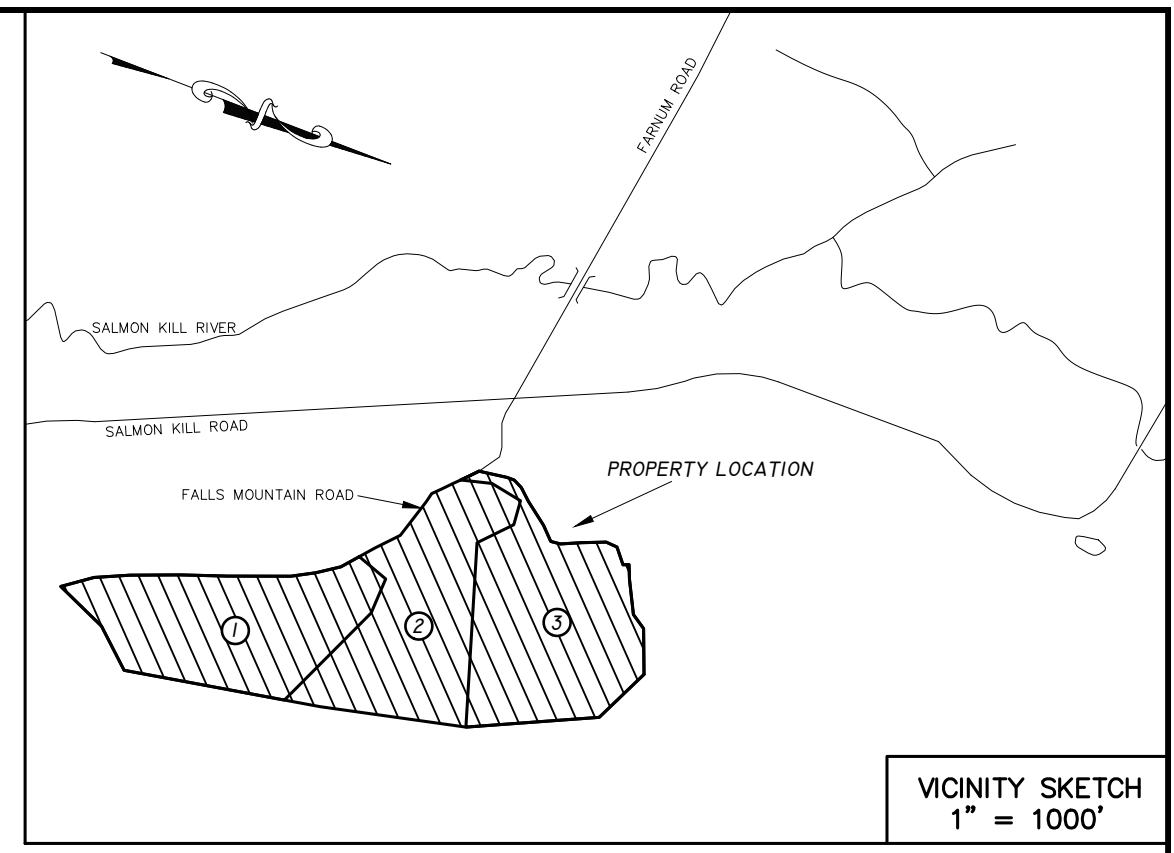 FARNUM ROAD
SALMON KILL RIVER
SALMON KILL ROAD
PROPERTY LOCATION
FALLS MOUNTAIN ROAD
1
2
3
VICINITY SKETCH
1" = 1000'